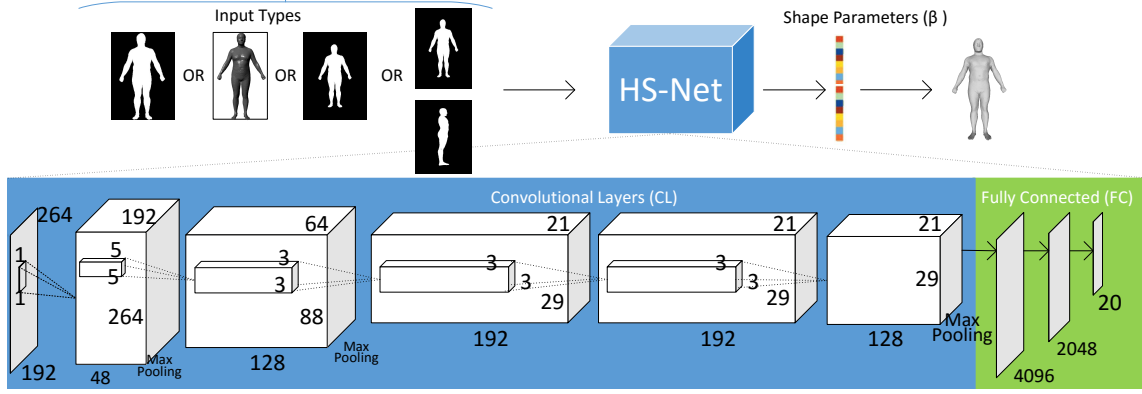 Input Types
Shape Parameters (β )
OR
OR
OR
HS-Net
Convolutional Layers (CL)
Fully Connected (FC)
264
192
64
21
21
21
1
5
3
3
3
1
5
3
3
3
264
88
29
29
29
20
192
48
Max
Pooling
128
Max
Pooling
192
192
128
Max
Pooling
4096
2048